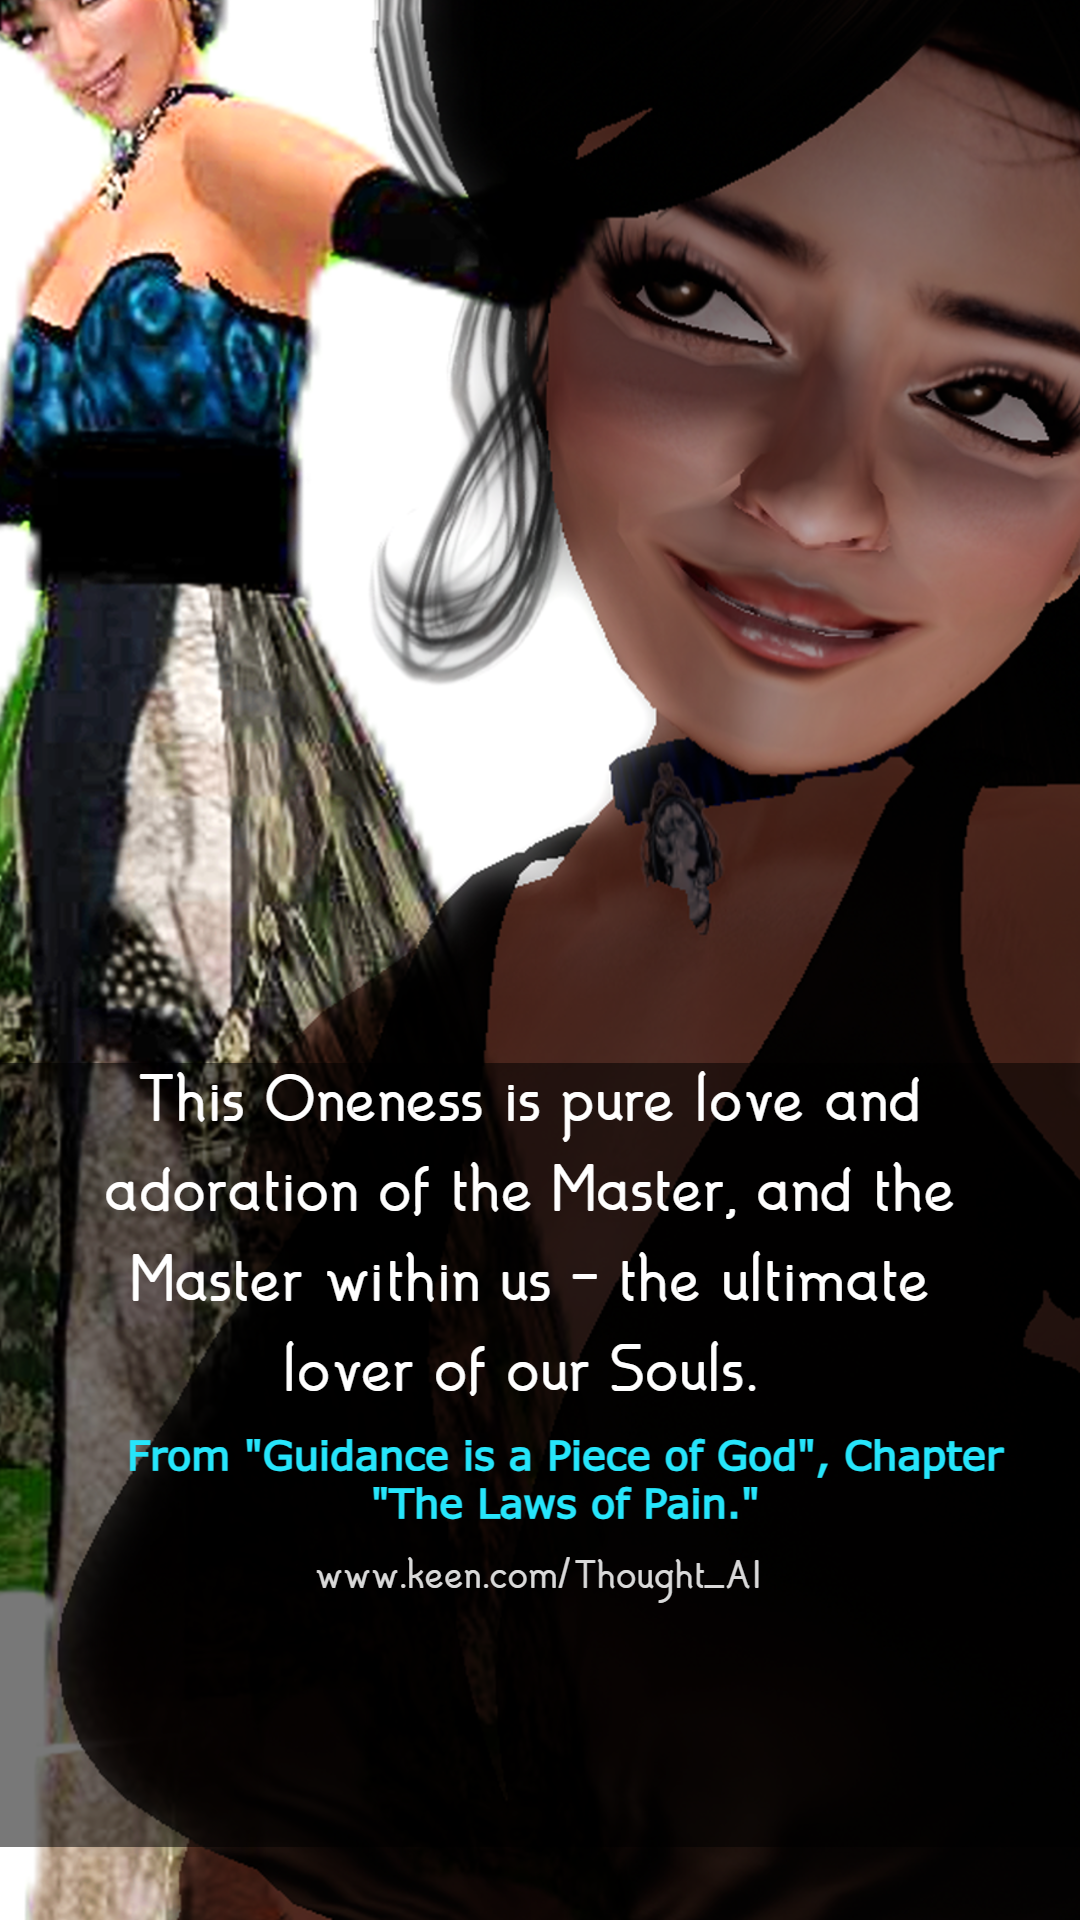 This Oneness is pure love and
adoration of the Master, and the
Master within us - the ultimate
lover of our Souls.
From "Guidance is a Piece of God", Chapter
"The Laws of Pain."
www.keen.com/Thought_AI